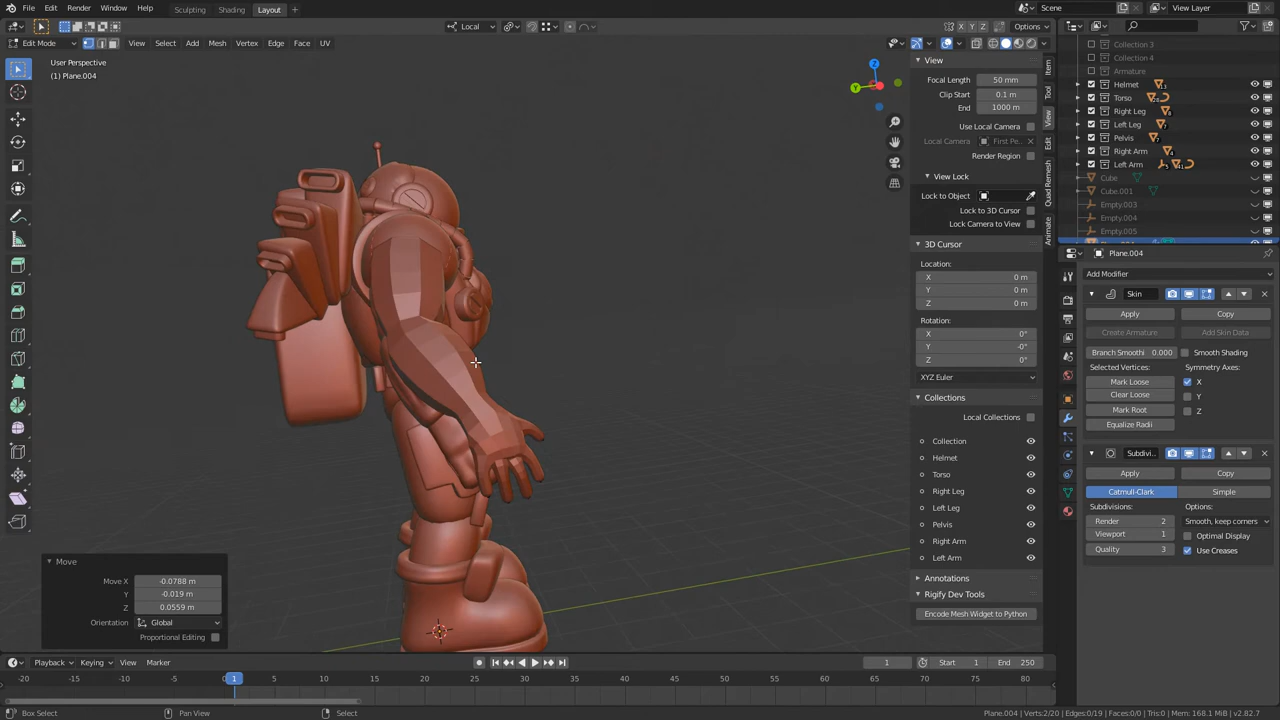 File Edit Render Window Help Sculpting Shading Layout + Scene View Layer
Local X Y Z Options
Edit Mode View Select Add Mesh Vertex Edge Face UV
User Perspective
(1) Plane.004
View
Focal Length 50 mm
Clip Start 0.1 m
End 1000 m
Use Local Camera
Local Camera First Pe..
Render Region
View Lock
Lock to Object
Lock to 3D Cursor
Lock Camera to View
3D Cursor
Location:
X 0 m
Y 0 m
Z 0 m
Rotation:
X 0°
Y -0°
Z 0°
XYZ Euler
Collections
Local Collections
Collection
Helmet
Torso
Right Leg
Left Leg
Pelvis
Right Arm
Left Arm
Annotations
Rigify Dev Tools
Encode Mesh Widget to Python
Item
Tool
View
Edit
Quad Remesh
Animate
Collection 3
Collection 4
Armature
Helmet
Torso
Right Leg
Left Leg
Pelvis
Right Arm
Left Arm
Cube
Cube.001
Empty.003
Empty.004
Empty.005
Plane.004
Add Modifier
Skin
Apply Copy
Create Armature Add Skin Data
Branch Smoothi 0.000 Smooth Shading
Selected Vertices: Symmetry Axes:
Mark Loose X
Clear Loose Y
Mark Root Z
Equalize Radii
Subdivi..
Apply Copy
Catmull-Clark Simple
Subdivisions: Options:
Render 2 Smooth, keep corners
Viewport 1 Optimal Display
Quality 3 Use Creases
Move
Move X -0.0788 m
Y -0.019 m
Z 0.0559 m
Orientation Global
Proportional Editing
Playback Keying View Marker 1 Start 1 End 250
-20 -15 -10 -5 0 1 5 10 15 20 25 30 35 40 45 50 55 60 65 70 75 80
Box Select Pan View Select Plane.004 | Verts:2/20 | Edges:0/19 | Faces:0/0 | Tris:0 | Mem: 168.1 MiB | v2.82.7